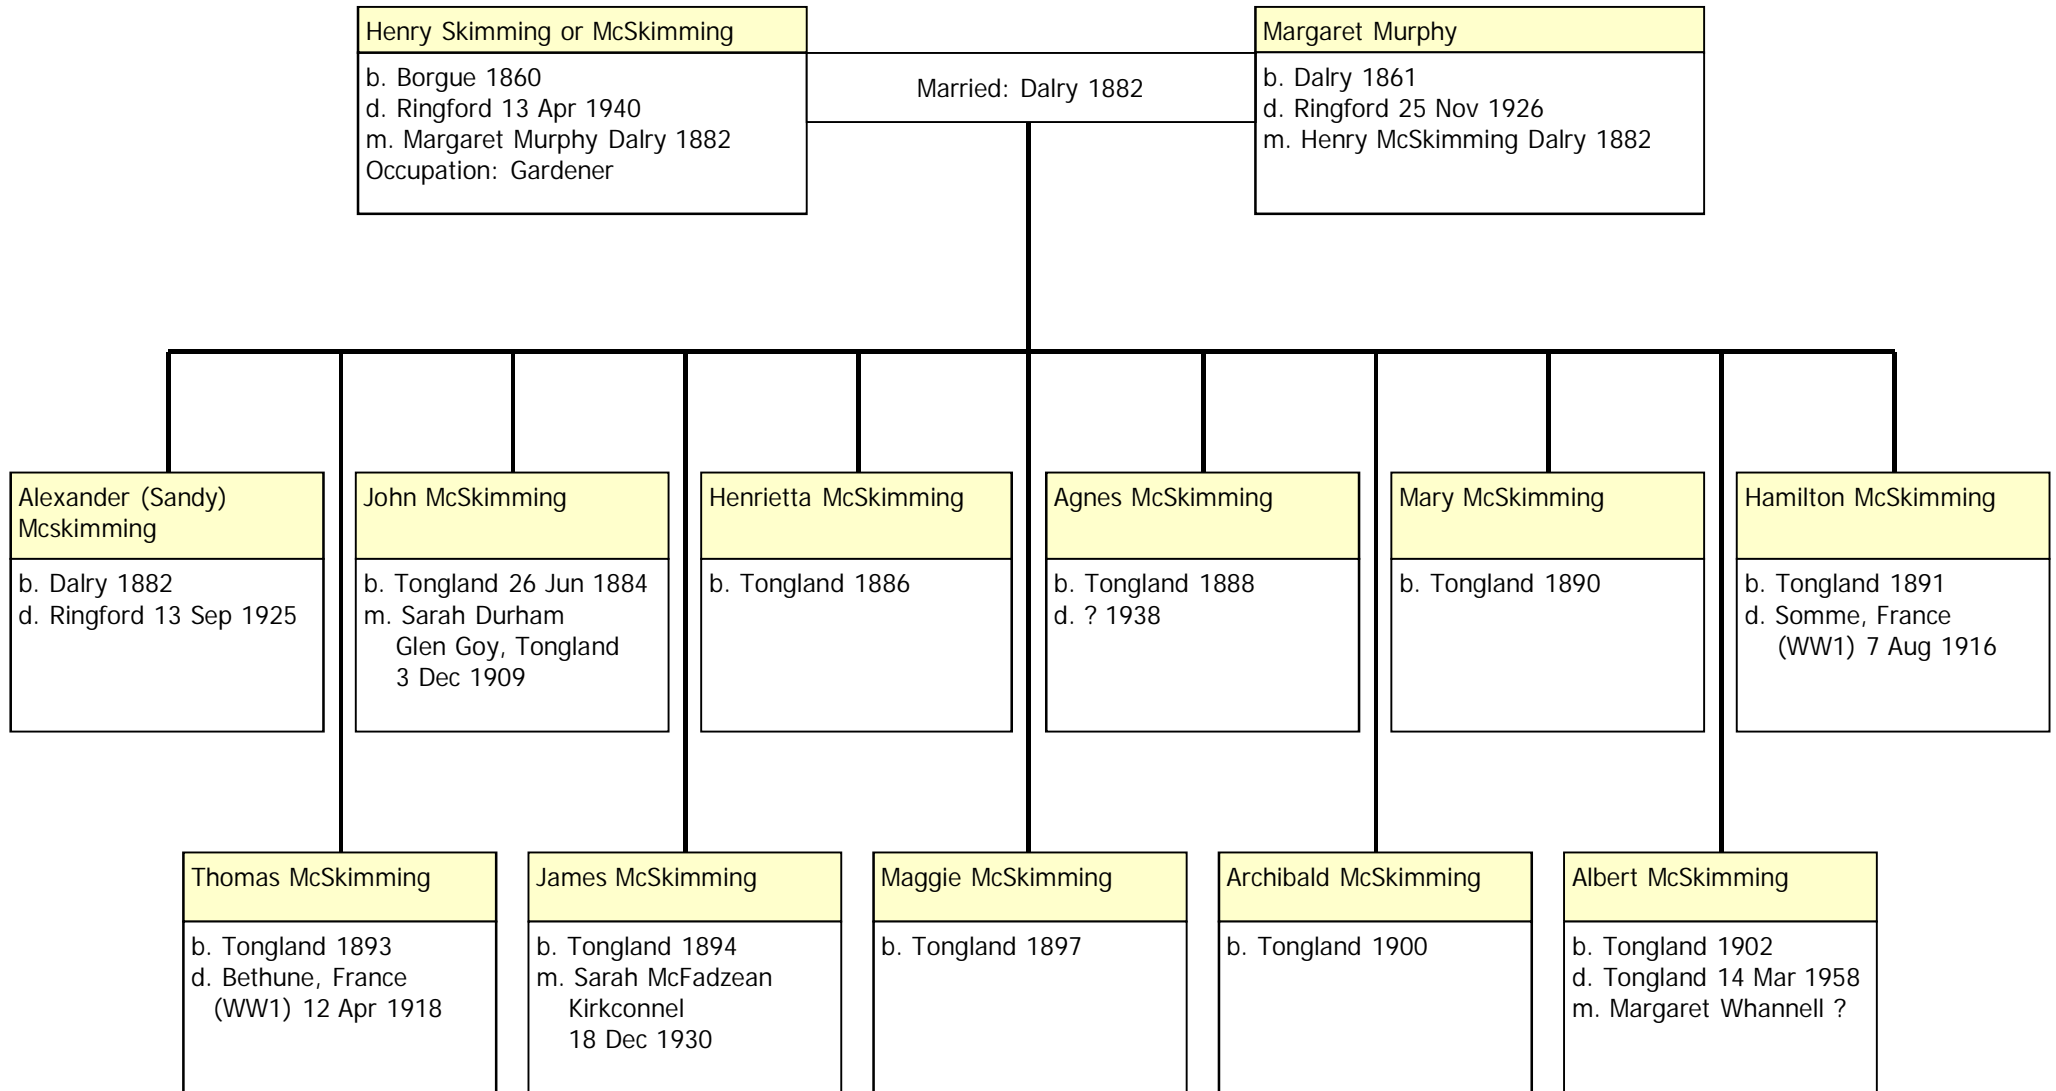 Henry Skimming or McSkimming
b. Borgue 1860
d. Ringford 13 Apr 1940
m. Margaret Murphy Dalry 1882
Occupation: Gardener
Married: Dalry 1882
Margaret Murphy
b. Dalry 1861
d. Ringford 25 Nov 1926
m. Henry McSkimming Dalry 1882
Alexander (Sandy)
Mcskimming
b. Dalry 1882
d. Ringford 13 Sep 1925
John McSkimming
b. Tongland 26 Jun 1884
m. Sarah Durham
Glen Goy, Tongland
3 Dec 1909
Henrietta McSkimming
b. Tongland 1886
Agnes McSkimming
b. Tongland 1888
d. ? 1938
Mary McSkimming
b. Tongland 1890
Hamilton McSkimming
b. Tongland 1891
d. Somme, France
(WW1) 7 Aug 1916
Thomas McSkimming
b. Tongland 1893
d. Bethune, France
(WW1) 12 Apr 1918
James McSkimming
b. Tongland 1894
m. Sarah McFadzean
Kirkconnel
18 Dec 1930
Maggie McSkimming
b. Tongland 1897
Archibald McSkimming
b. Tongland 1900
Albert McSkimming
b. Tongland 1902
d. Tongland 14 Mar 1958
m. Margaret Whannell ?